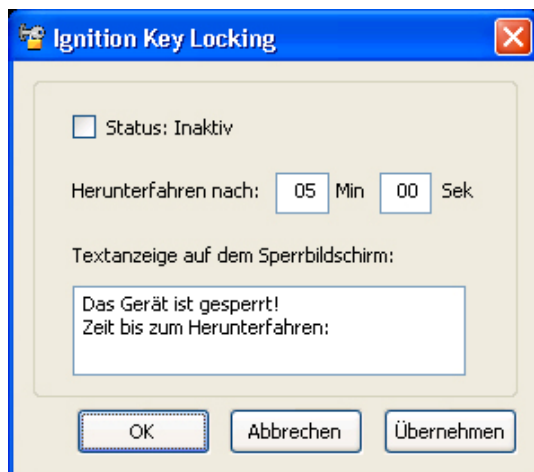 Ignition Key Locking
Status: Inaktiv
Herunterfahren nach: 05 Min 00 Sek
Textanzeige auf dem Sperrbildschirm:
Das Gerät ist gesperrt!
Zeit bis zum Herunterfahren:
OK Abbrechen Übernehmen